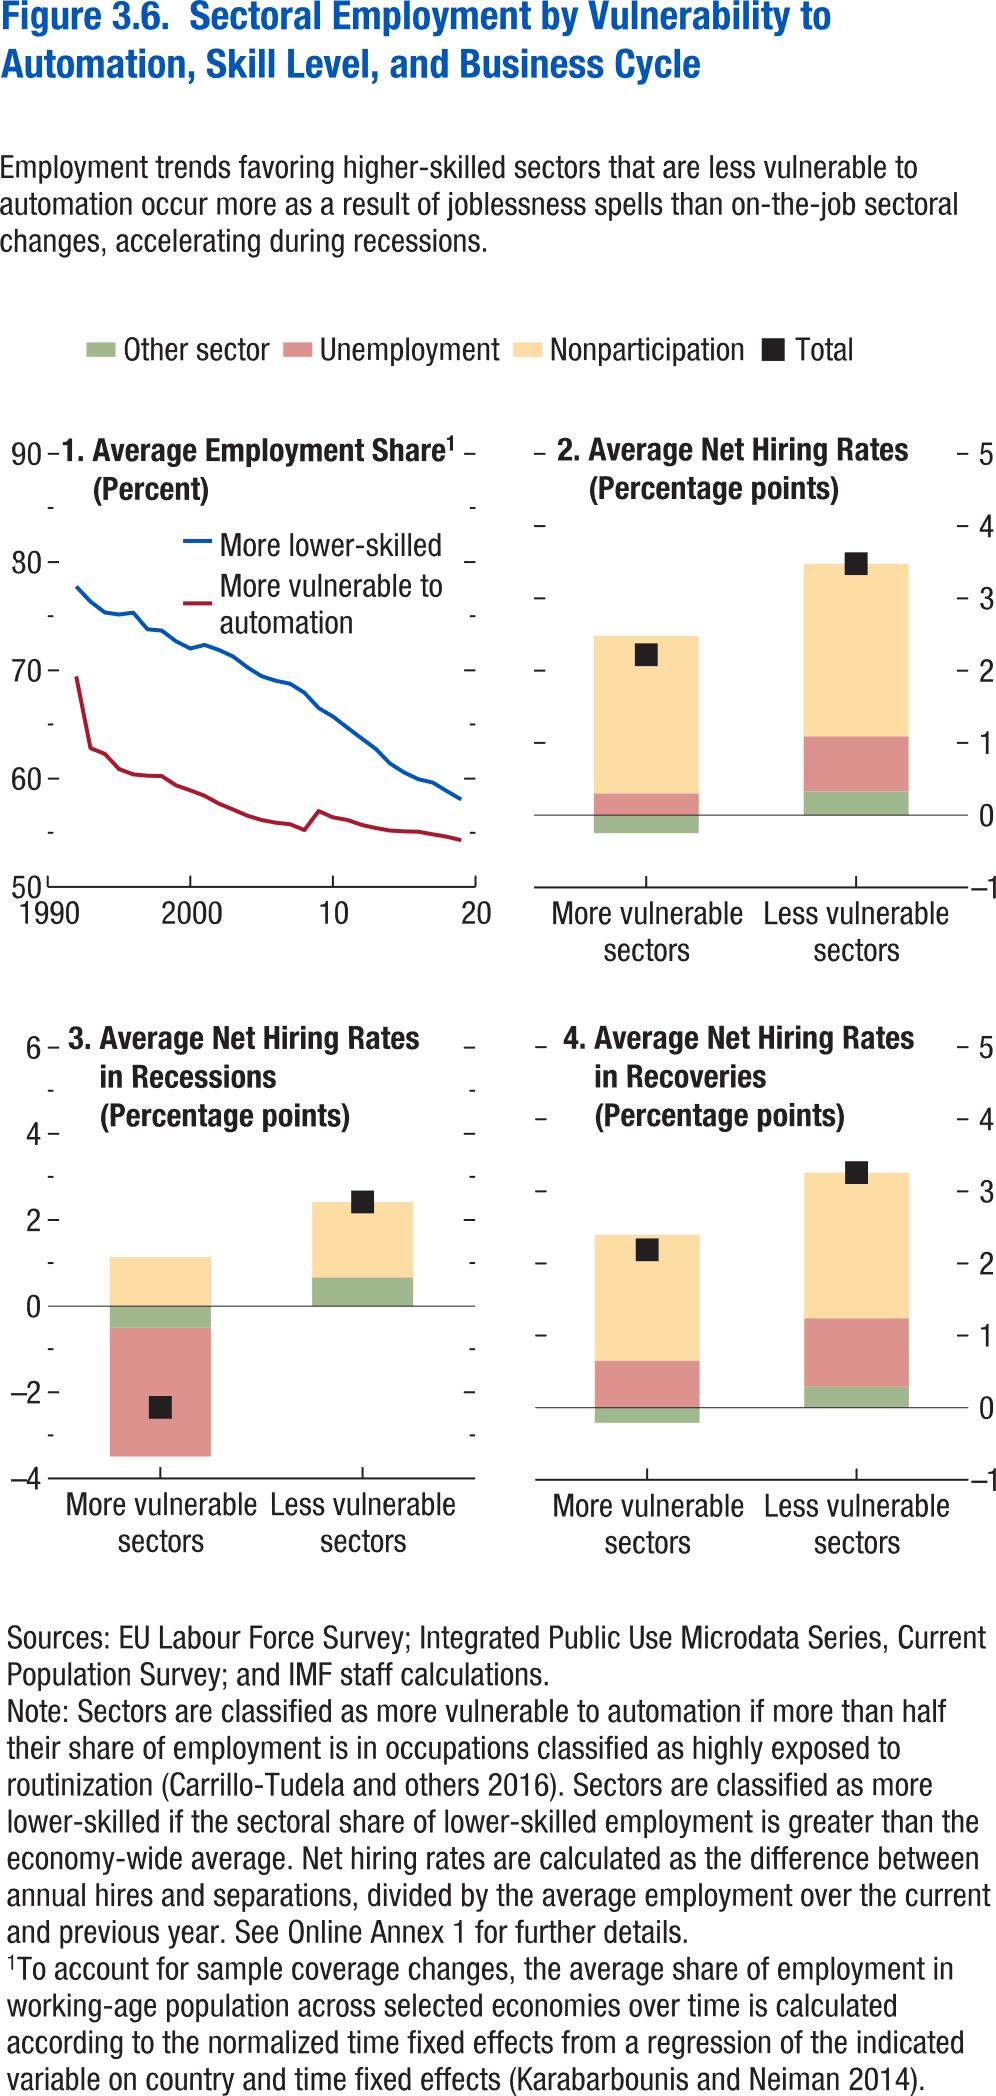 Figure 3.6. Sectoral Employment by Vulnerability to
Automation, Skill Level, and Business Cycle
Employment trends favoring higher-skilled sectors that are less vulnerable to
automation occur more as a result of joblessness spells than on-the-job sectoral
changes, accelerating during recessions.
Other sector Unemployment Nonparticipation Total
1. Average Employment Share¹
(Percent)
More lower-skilled
More vulnerable to
automation
90
80
70
60
50
1990 2000 10 20
2. Average Net Hiring Rates
(Percentage points)
5
4
3
2
1
0
–1
More vulnerable
sectors
Less vulnerable
sectors
3. Average Net Hiring Rates
in Recessions
(Percentage points)
6
4
2
0
–2
–4
More vulnerable
sectors
Less vulnerable
sectors
4. Average Net Hiring Rates
in Recoveries
(Percentage points)
5
4
3
2
1
0
–1
More vulnerable
sectors
Less vulnerable
sectors
Sources: EU Labour Force Survey; Integrated Public Use Microdata Series, Current
Population Survey; and IMF staff calculations.
Note: Sectors are classified as more vulnerable to automation if more than half
their share of employment is in occupations classified as highly exposed to
routinization (Carrillo-Tudela and others 2016). Sectors are classified as more
lower-skilled if the sectoral share of lower-skilled employment is greater than the
economy-wide average. Net hiring rates are calculated as the difference between
annual hires and separations, divided by the average employment over the current
and previous year. See Online Annex 1 for further details.
¹To account for sample coverage changes, the average share of employment in
working-age population across selected economies over time is calculated
according to the normalized time fixed effects from a regression of the indicated
variable on country and time fixed effects (Karabarbounis and Neiman 2014).